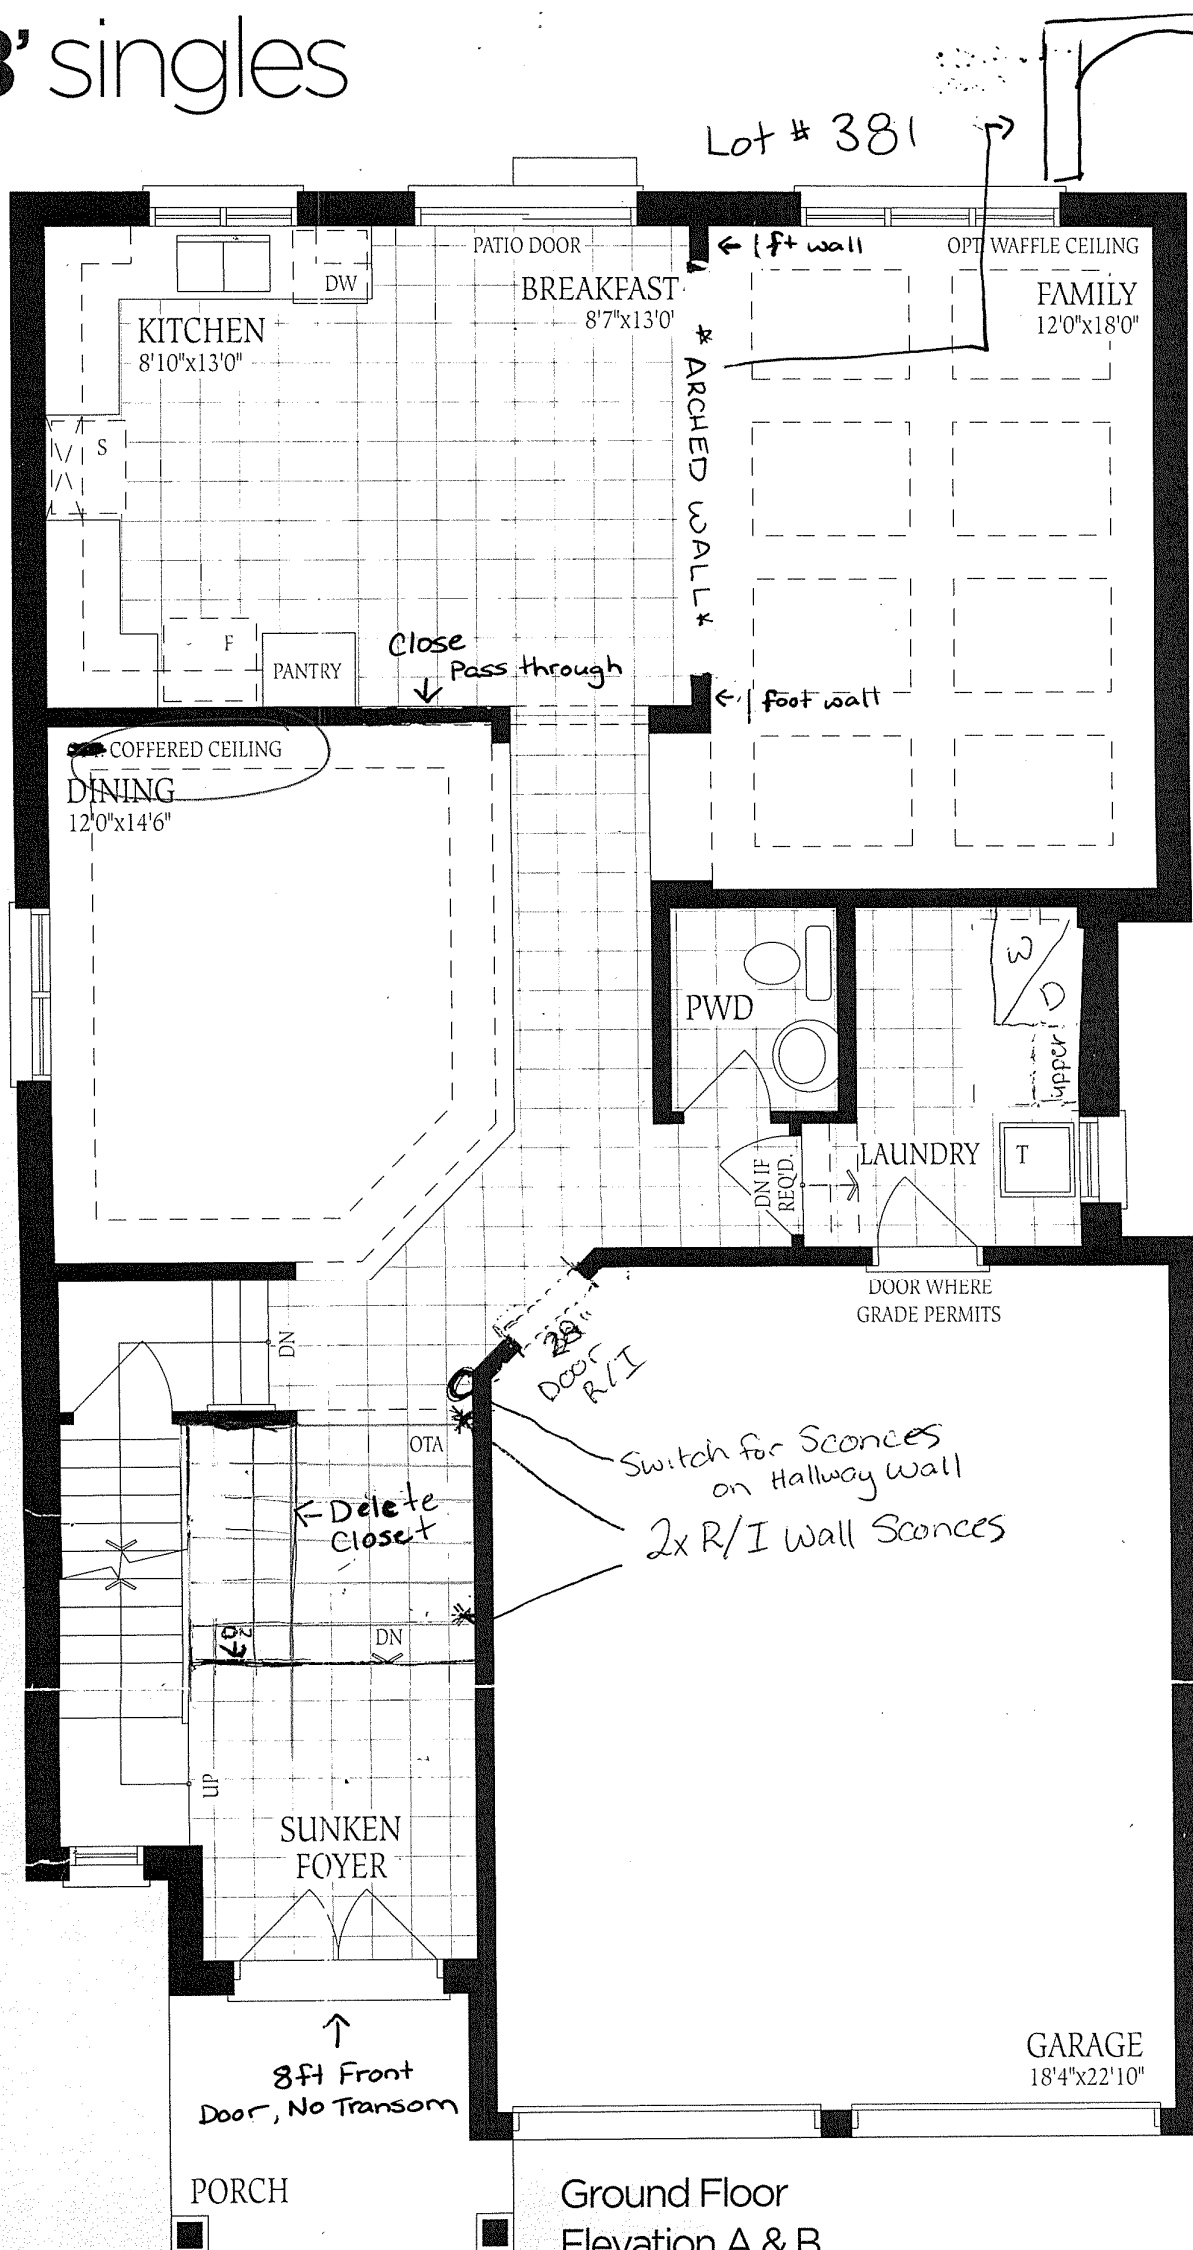 8' singles
Lot # 381
PATIO DOOR
← 1 ft wall
OPT. WAFFLE CEILING
DW
BREAKFAST
8'7"x13'0'
FAMILY
12'0"x18'0"
KITCHEN
8'10"x13'0"
* ARCHED WALL *
S
F
PANTRY
Close
Pass through
← 1 foot wall
COFFERED CEILING
DINING
12'0"x14'6"
W
D
upper
PWD
LAUNDRY
T
DN IF
REQ'D.
DOOR WHERE
GRADE PERMITS
DN
28"
DOOR
R/I
OTA
Switch for Sconces
on Hallway Wall
← Delete
Closet
2x R/I Wall Sconces
DN
UP
SUNKEN
FOYER
8ft Front
Door, No Transom
GARAGE
18'4"x22'10"
PORCH
Ground Floor
Elevation A & B